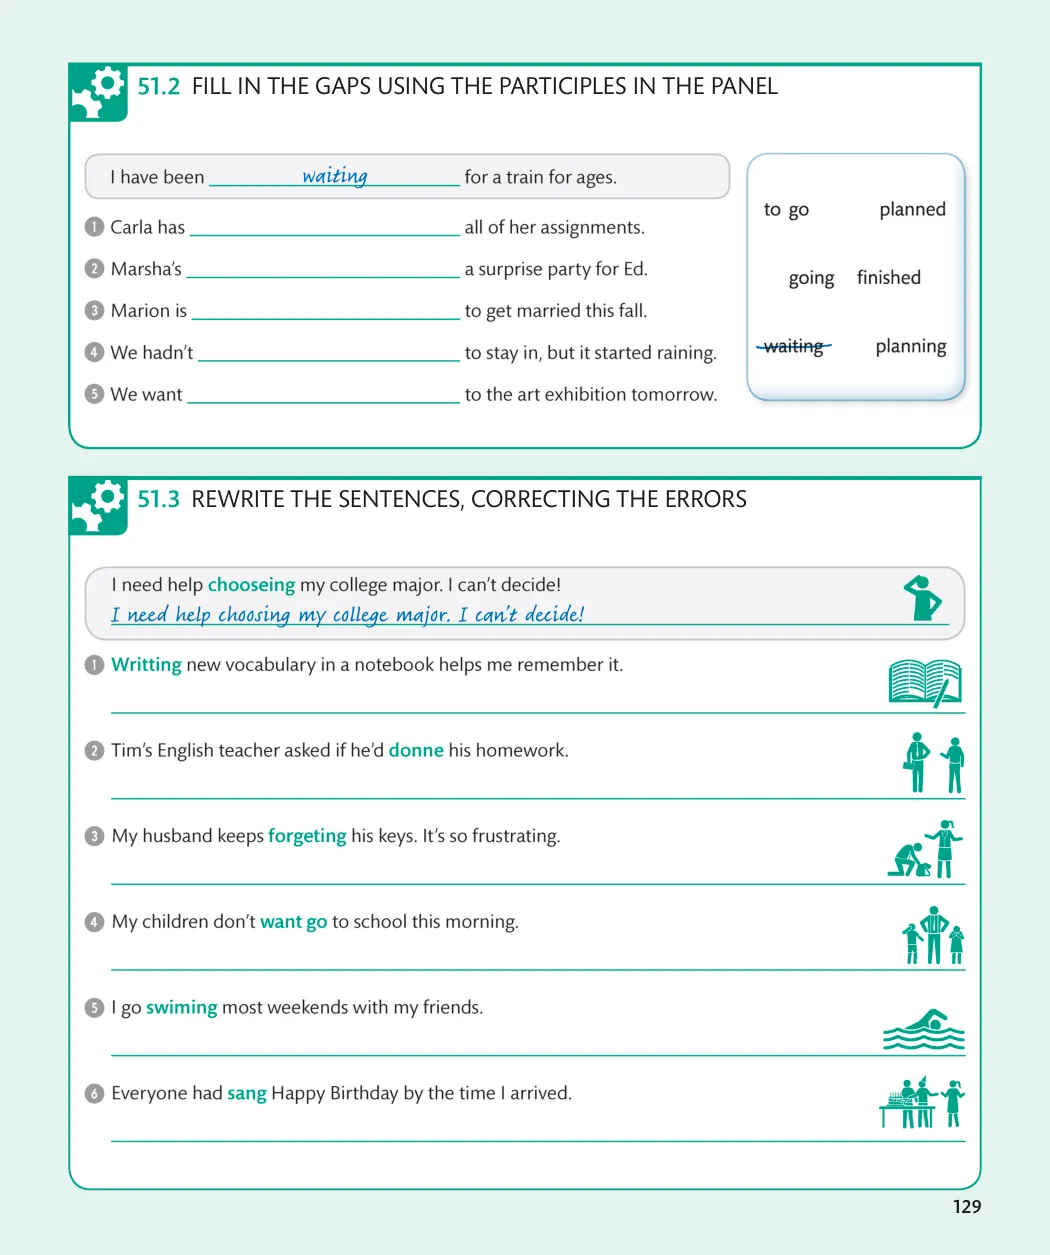 51.2 FILL IN THE GAPS USING THE PARTICIPLES IN THE PANEL
I have been waiting for a train for ages.
1 Carla has all of her assignments.
2 Marsha's a surprise party for Ed.
3 Marion is to get married this fall.
4 We hadn't to stay in, but it started raining.
5 We want to the art exhibition tomorrow.
to go planned
going finished
waiting planning
51.3 REWRITE THE SENTENCES, CORRECTING THE ERRORS
I need help chooseing my college major. I can't decide!
I need help choosing my college major. I can't decide!
1 Writting new vocabulary in a notebook helps me remember it.
2 Tim's English teacher asked if he'd donne his homework.
3 My husband keeps forgeting his keys. It's so frustrating.
4 My children don't want go to school this morning.
5 I go swiming most weekends with my friends.
6 Everyone had sang Happy Birthday by the time I arrived.
129